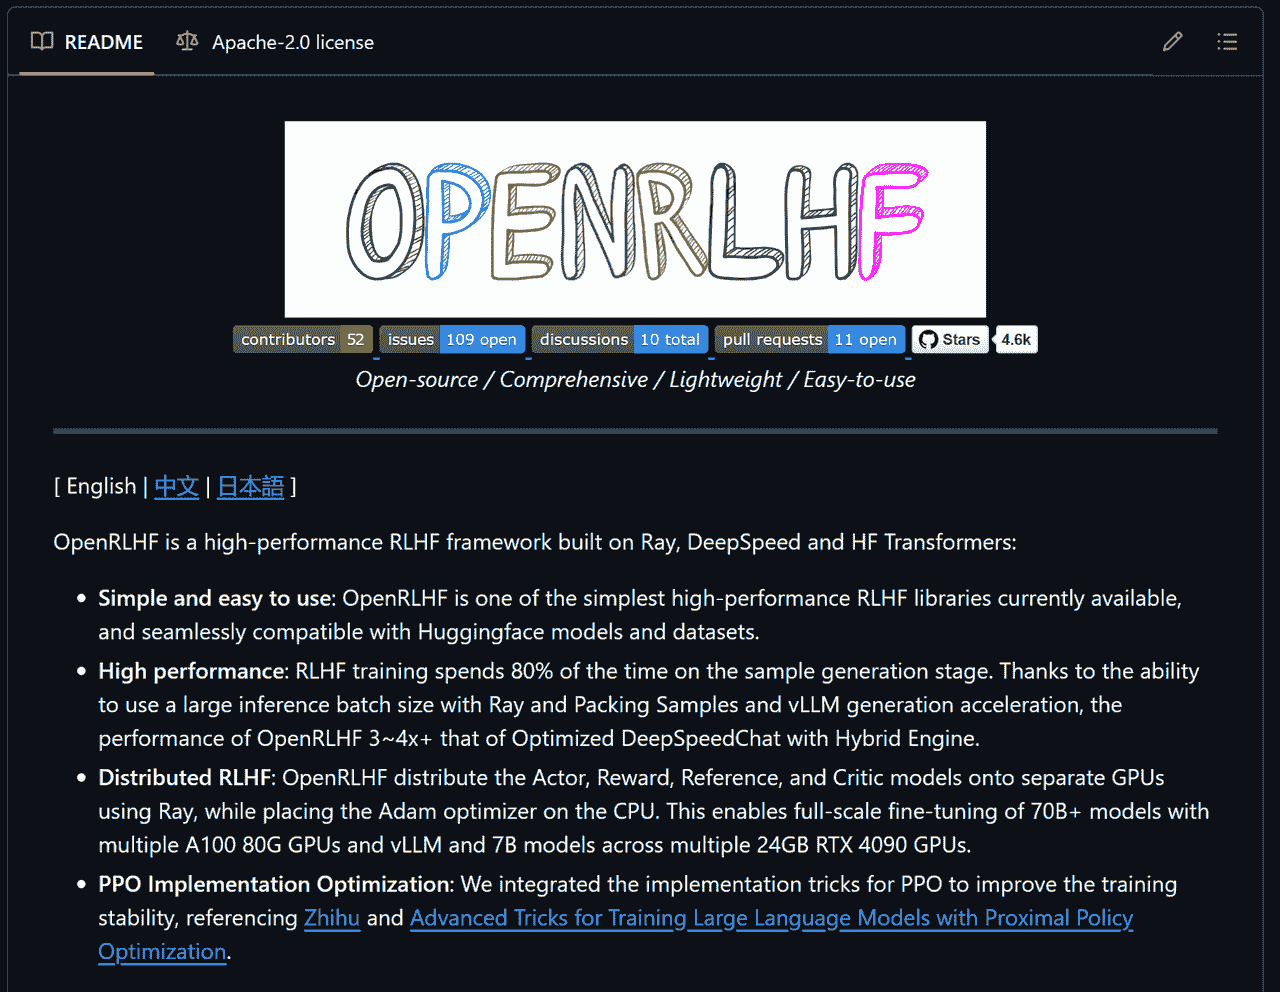 README Apache-2.0 license
OPENRLHF
contributors 52 issues 109 open discussions 10 total pull requests 11 open Stars 4.6k
Open-source / Comprehensive / Lightweight / Easy-to-use
[ English | 中文 | 日本語 ]
OpenRLHF is a high-performance RLHF framework built on Ray, DeepSpeed and HF Transformers:
• Simple and easy to use: OpenRLHF is one of the simplest high-performance RLHF libraries currently available,
and seamlessly compatible with Huggingface models and datasets.
• High performance: RLHF training spends 80% of the time on the sample generation stage. Thanks to the ability
to use a large inference batch size with Ray and Packing Samples and vLLM generation acceleration, the
performance of OpenRLHF 3~4x+ that of Optimized DeepSpeedChat with Hybrid Engine.
• Distributed RLHF: OpenRLHF distribute the Actor, Reward, Reference, and Critic models onto separate GPUs
using Ray, while placing the Adam optimizer on the CPU. This enables full-scale fine-tuning of 70B+ models with
multiple A100 80G GPUs and vLLM and 7B models across multiple 24GB RTX 4090 GPUs.
• PPO Implementation Optimization: We integrated the implementation tricks for PPO to improve the training
stability, referencing Zhihu and Advanced Tricks for Training Large Language Models with Proximal Policy
Optimization.